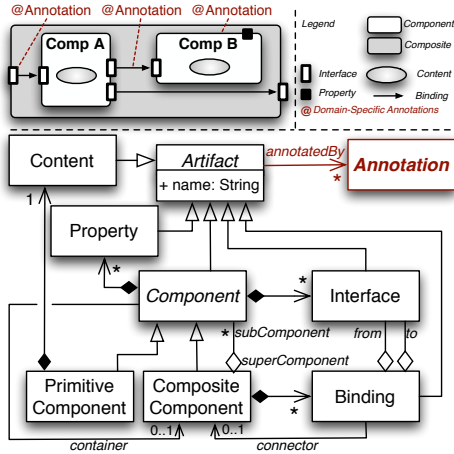 @Annotation @Annotation @Annotation
Comp A
Comp B
Legend
Component
Composite
Interface
Content
Property
Binding
@Domain-Specific Annotations
Content
Artifact
+ name: String
annotatedBy
*
Annotation
1
Property
*
Component
*
Interface
* subComponent
from
to
superComponent
Primitive
Component
Composite
Component
*
Binding
0..1
0..1
container
connector